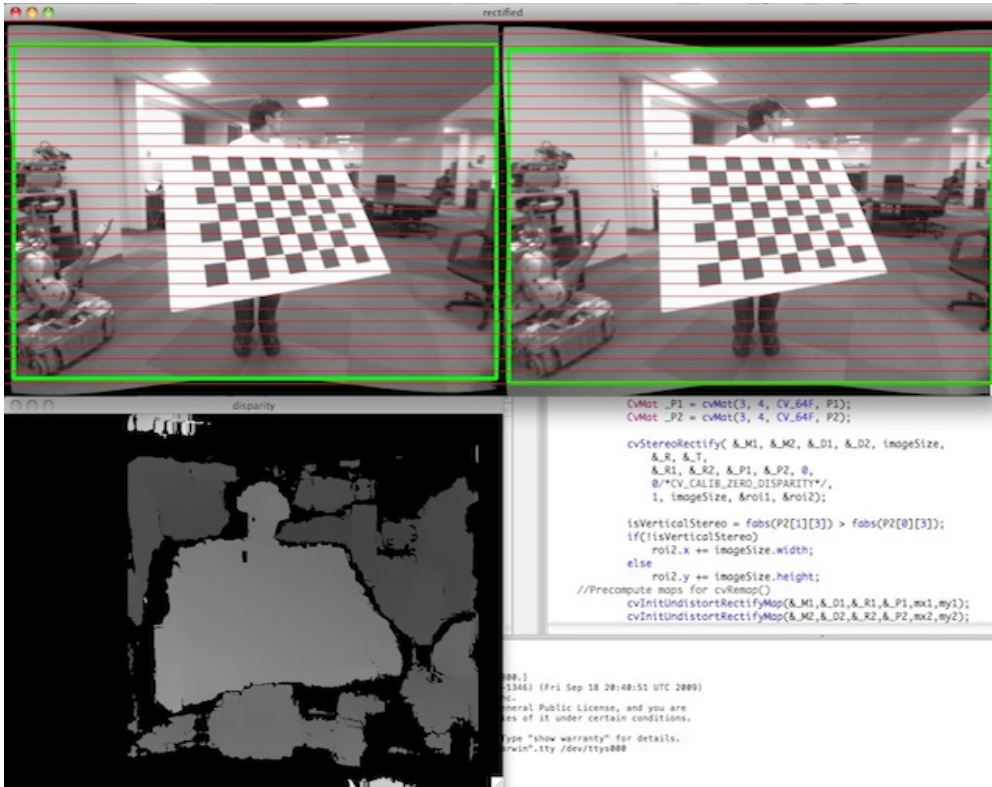 rectified
disparity
CvMat _P1 = cvMat(3, 4, CV_64F, P1);
CvMat _P2 = cvMat(3, 4, CV_64F, P2);
cvStereoRectify( &_M1, &_M2, &_D1, &_D2, imageSize,
&_R, &_T,
&_R1, &_R2, &_P1, &_P2, 0,
0/*CV_CALIB_ZERO_DISPARITY*/,
1, imageSize, &roi1, &roi2);
isVerticalStereo = fabs(P2[1][3]) > fabs(P2[0][3]);
if(!isVerticalStereo)
roi2.x += imageSize.width;
else
roi2.y += imageSize.height;
//Precompute maps for cvRemap()
cvInitUndistortRectifyMap(&_M1,&_D1,&_R1,&_P1,mx1,my1);
cvInitUndistortRectifyMap(&_M2,&_D2,&_R2,&_P2,mx2,my2);
-1346) (Fri Sep 18 20:40:51 UTC 2009)
nc.
eneral Public License, and you are
ies of it under certain conditions.
Type "show warranty" for details.
arwin".tty /dev/ttys000